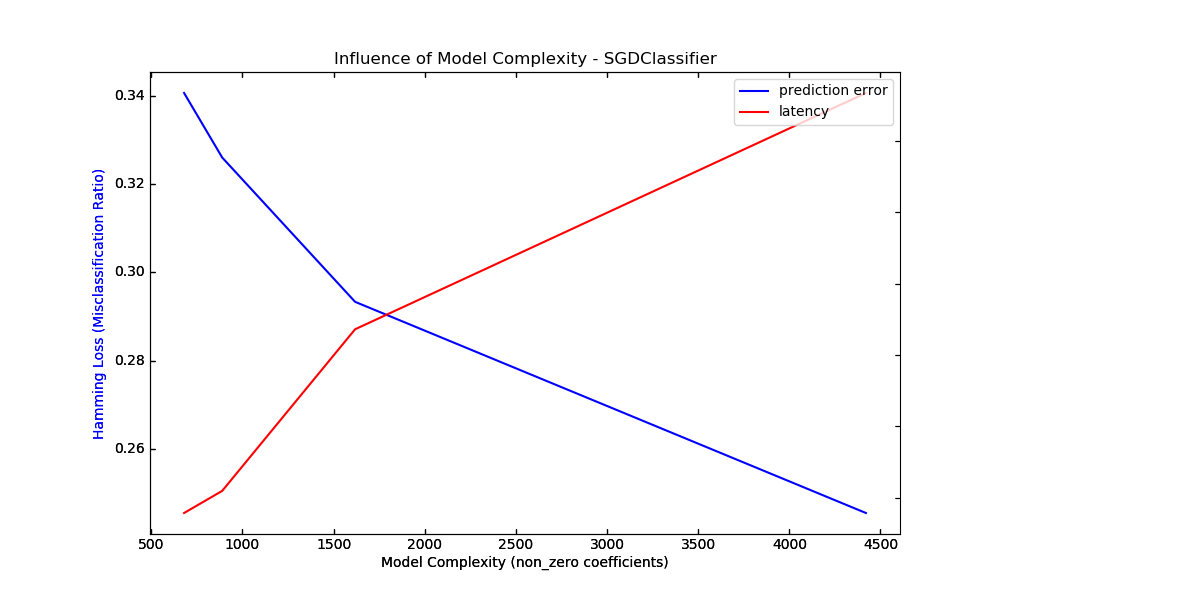 Influence of Model Complexity - SGDClassifier
prediction error
latency
Hamming Loss (Misclassification Ratio)
0.34
0.32
0.30
0.28
0.26
500 1000 1500 2000 2500 3000 3500 4000 4500
Model Complexity (non_zero coefficients)